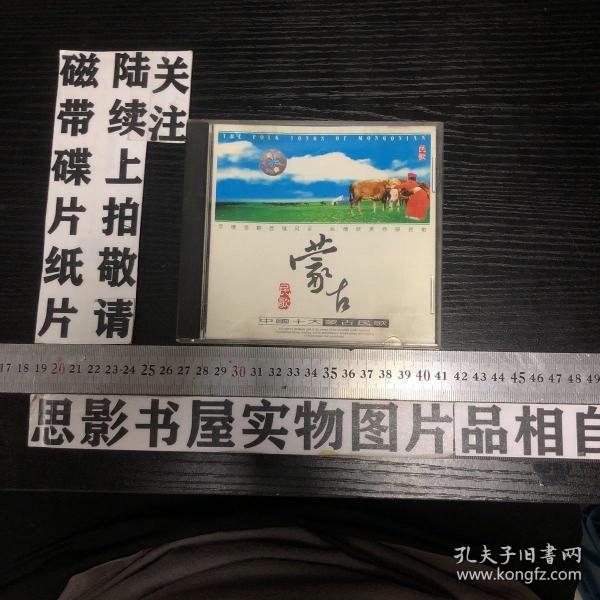 磁带碟片纸片
陆续上拍敬请
关注
THE FOLK SONGS OF MONGONIAN
民歌
蒙古
民歌
中國十大蒙古民歌
17 18 19 20 21 22 23 24 25 26 27 28 29 30 31 32 33 34 35 36 37 38 39 40 41 42 43 44 45 46 47 48 49
思影书屋实物图片品相自
孔夫子旧书网
www.kongfz.com